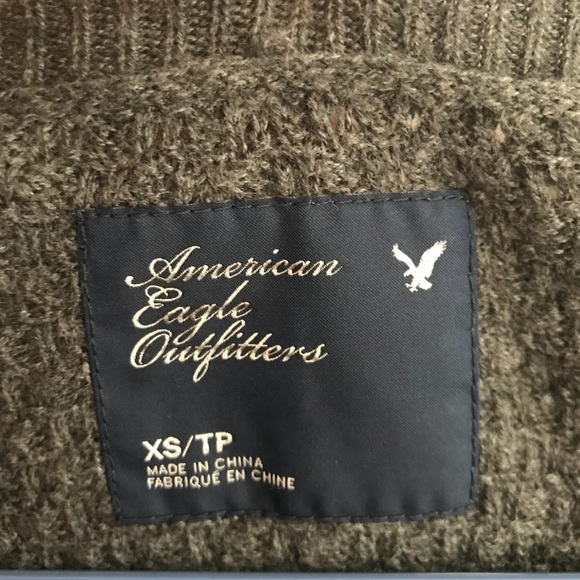 American
Eagle
Outfitters
XS/TP
MADE IN CHINA
FABRIQUÉ EN CHINE